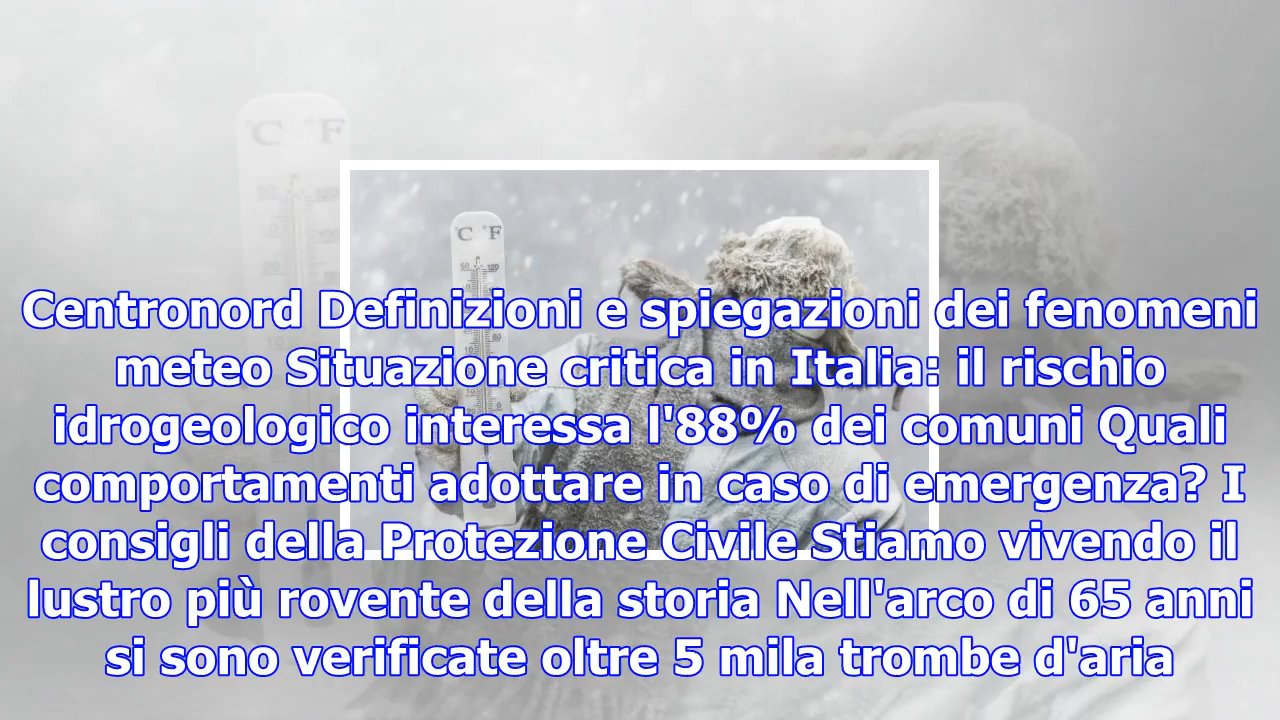 °C °F
Centronord Definizioni e spiegazioni dei fenomeni
meteo Situazione critica in Italia: il rischio
idrogeologico interessa l'88% dei comuni Quali
comportamenti adottare in caso di emergenza? I
consigli della Protezione Civile Stiamo vivendo il
lustro più rovente della storia Nell'arco di 65 anni
si sono verificate oltre 5 mila trombe d'aria